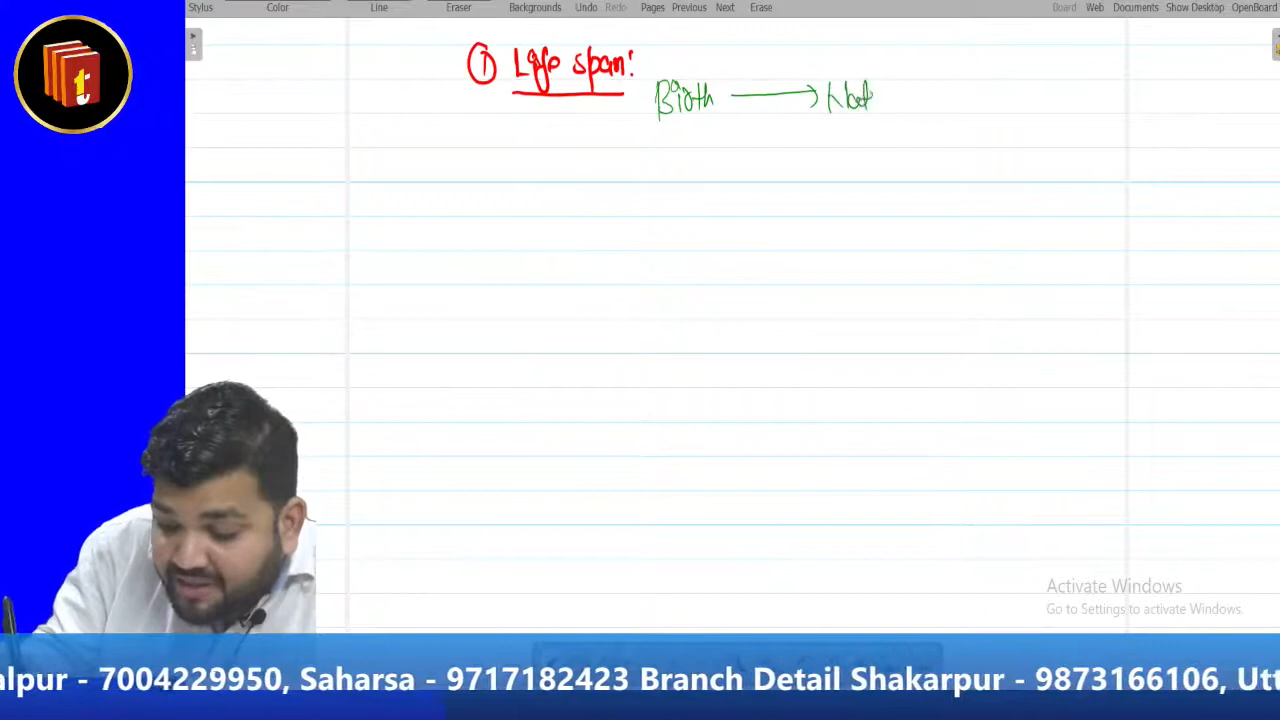 Stylus Color Line Eraser Backgrounds Undo Redo Pages Previous Next Erase Board Web Documents Show Desktop OpenBoard
① Life span:
Birth →
t
Activate Windows
Go to Settings to activate Windows.
alpur - 7004229950, Saharsa - 9717182423 Branch Detail Shakarpur - 9873166106, Utt